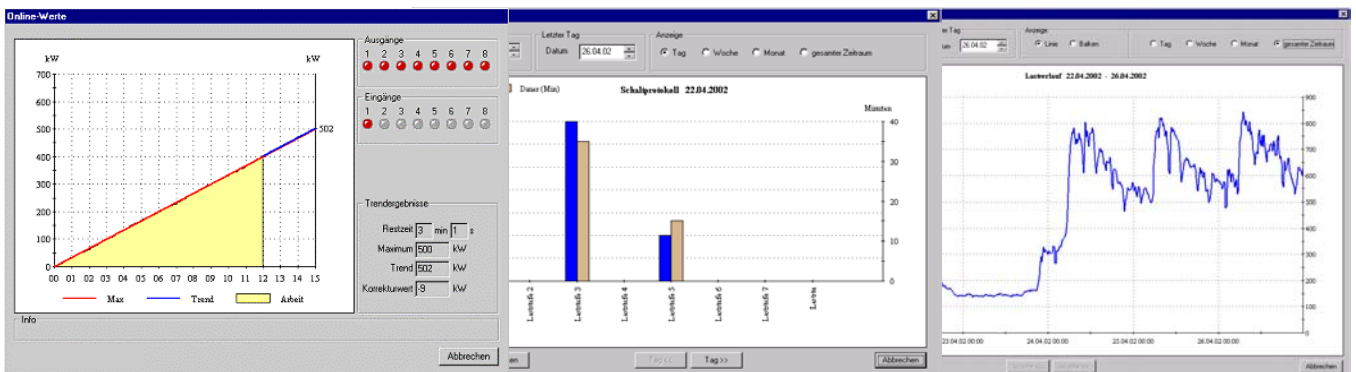 Online-Werte
kW
kW
700
600
500
400
300
200
100
0
502
00 01 02 03 04 05 06 07 08 09 10 11 12 13 14 15
Max Trend Arbeit
Ausgänge
1 2 3 4 5 6 7 8
Eingänge
1 2 3 4 5 6 7 8
Trendergebnisse
Restzeit 3 min 1 s
Maximum 500 kW
Trend 502 kW
Korrekturwert -9 kW
Info
Abbrechen
Letzter Tag
Datum 26.04.02
Anzeige
Tag Woche Monat gesamter Zeitraum
Dauer (Min) Schaltprotokoll 22.04.2002
Minuten
40
30
20
10
0
Laststufe 2
Laststufe 3
Laststufe 4
Laststufe 5
Laststufe 6
Laststufe 7
Laststu
en
Tag <<
Tag >>
Abbrechen
er Tag
um 26.04.02
Anzeige
Linie Balken
Tag Woche Monat gesamter Zeitraum
Lastverlauf 22.04.2002 - 26.04.2002
900
800
700
600
500
400
300
200
100
0
23.04.02 00:00 24.04.02 00:00 25.04.02 00:00 26.04.02 00:00
Abbrechen